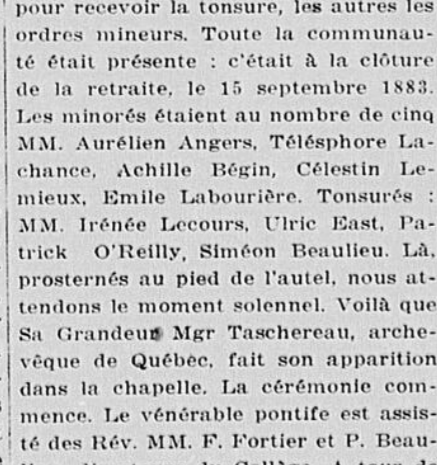 pour recevoir la tonsure, les autres les
ordres mineurs. Toute la communau-
té était présente : c'était à la clôture
de la retraite, le 15 septembre 1883.
Les minorés étaient au nombre de cinq
MM. Aurélien Angers, Télésphore La-
chance, Achille Bégin, Célestin Le-
mieux, Emile Labourière. Tonsurés :
MM. Irénée Lecours, Ulric East, Pa-
trick O'Reilly, Siméon Beaulieu. Là,
prosternés au pied de l'autel, nous at-
tendons le moment solennel. Voilà que
Sa Grandeur Mgr Taschereau, arche-
vêque de Québec, fait son apparition
dans la chapelle. La cérémonie com-
mence. Le vénérable pontife est assis-
té des Rév. MM. F. Fortier et P. Beau-